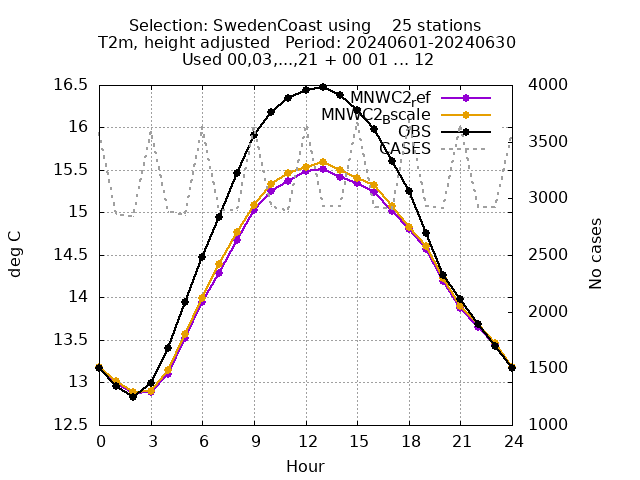 Selection: SwedenCoast using    25 stations
T2m, height adjusted   Period: 20240601-20240630
Used 00,03,...,21 + 00 01 ... 12
16.5
16
15.5
15
14.5
14
13.5
13
12.5
4000
3500
3000
2500
2000
1500
1000
MNWC2ref
MNWC2Bscale
OBS
CASES
deg C
No cases
0 3 6 9 12 15 18 21 24
Hour